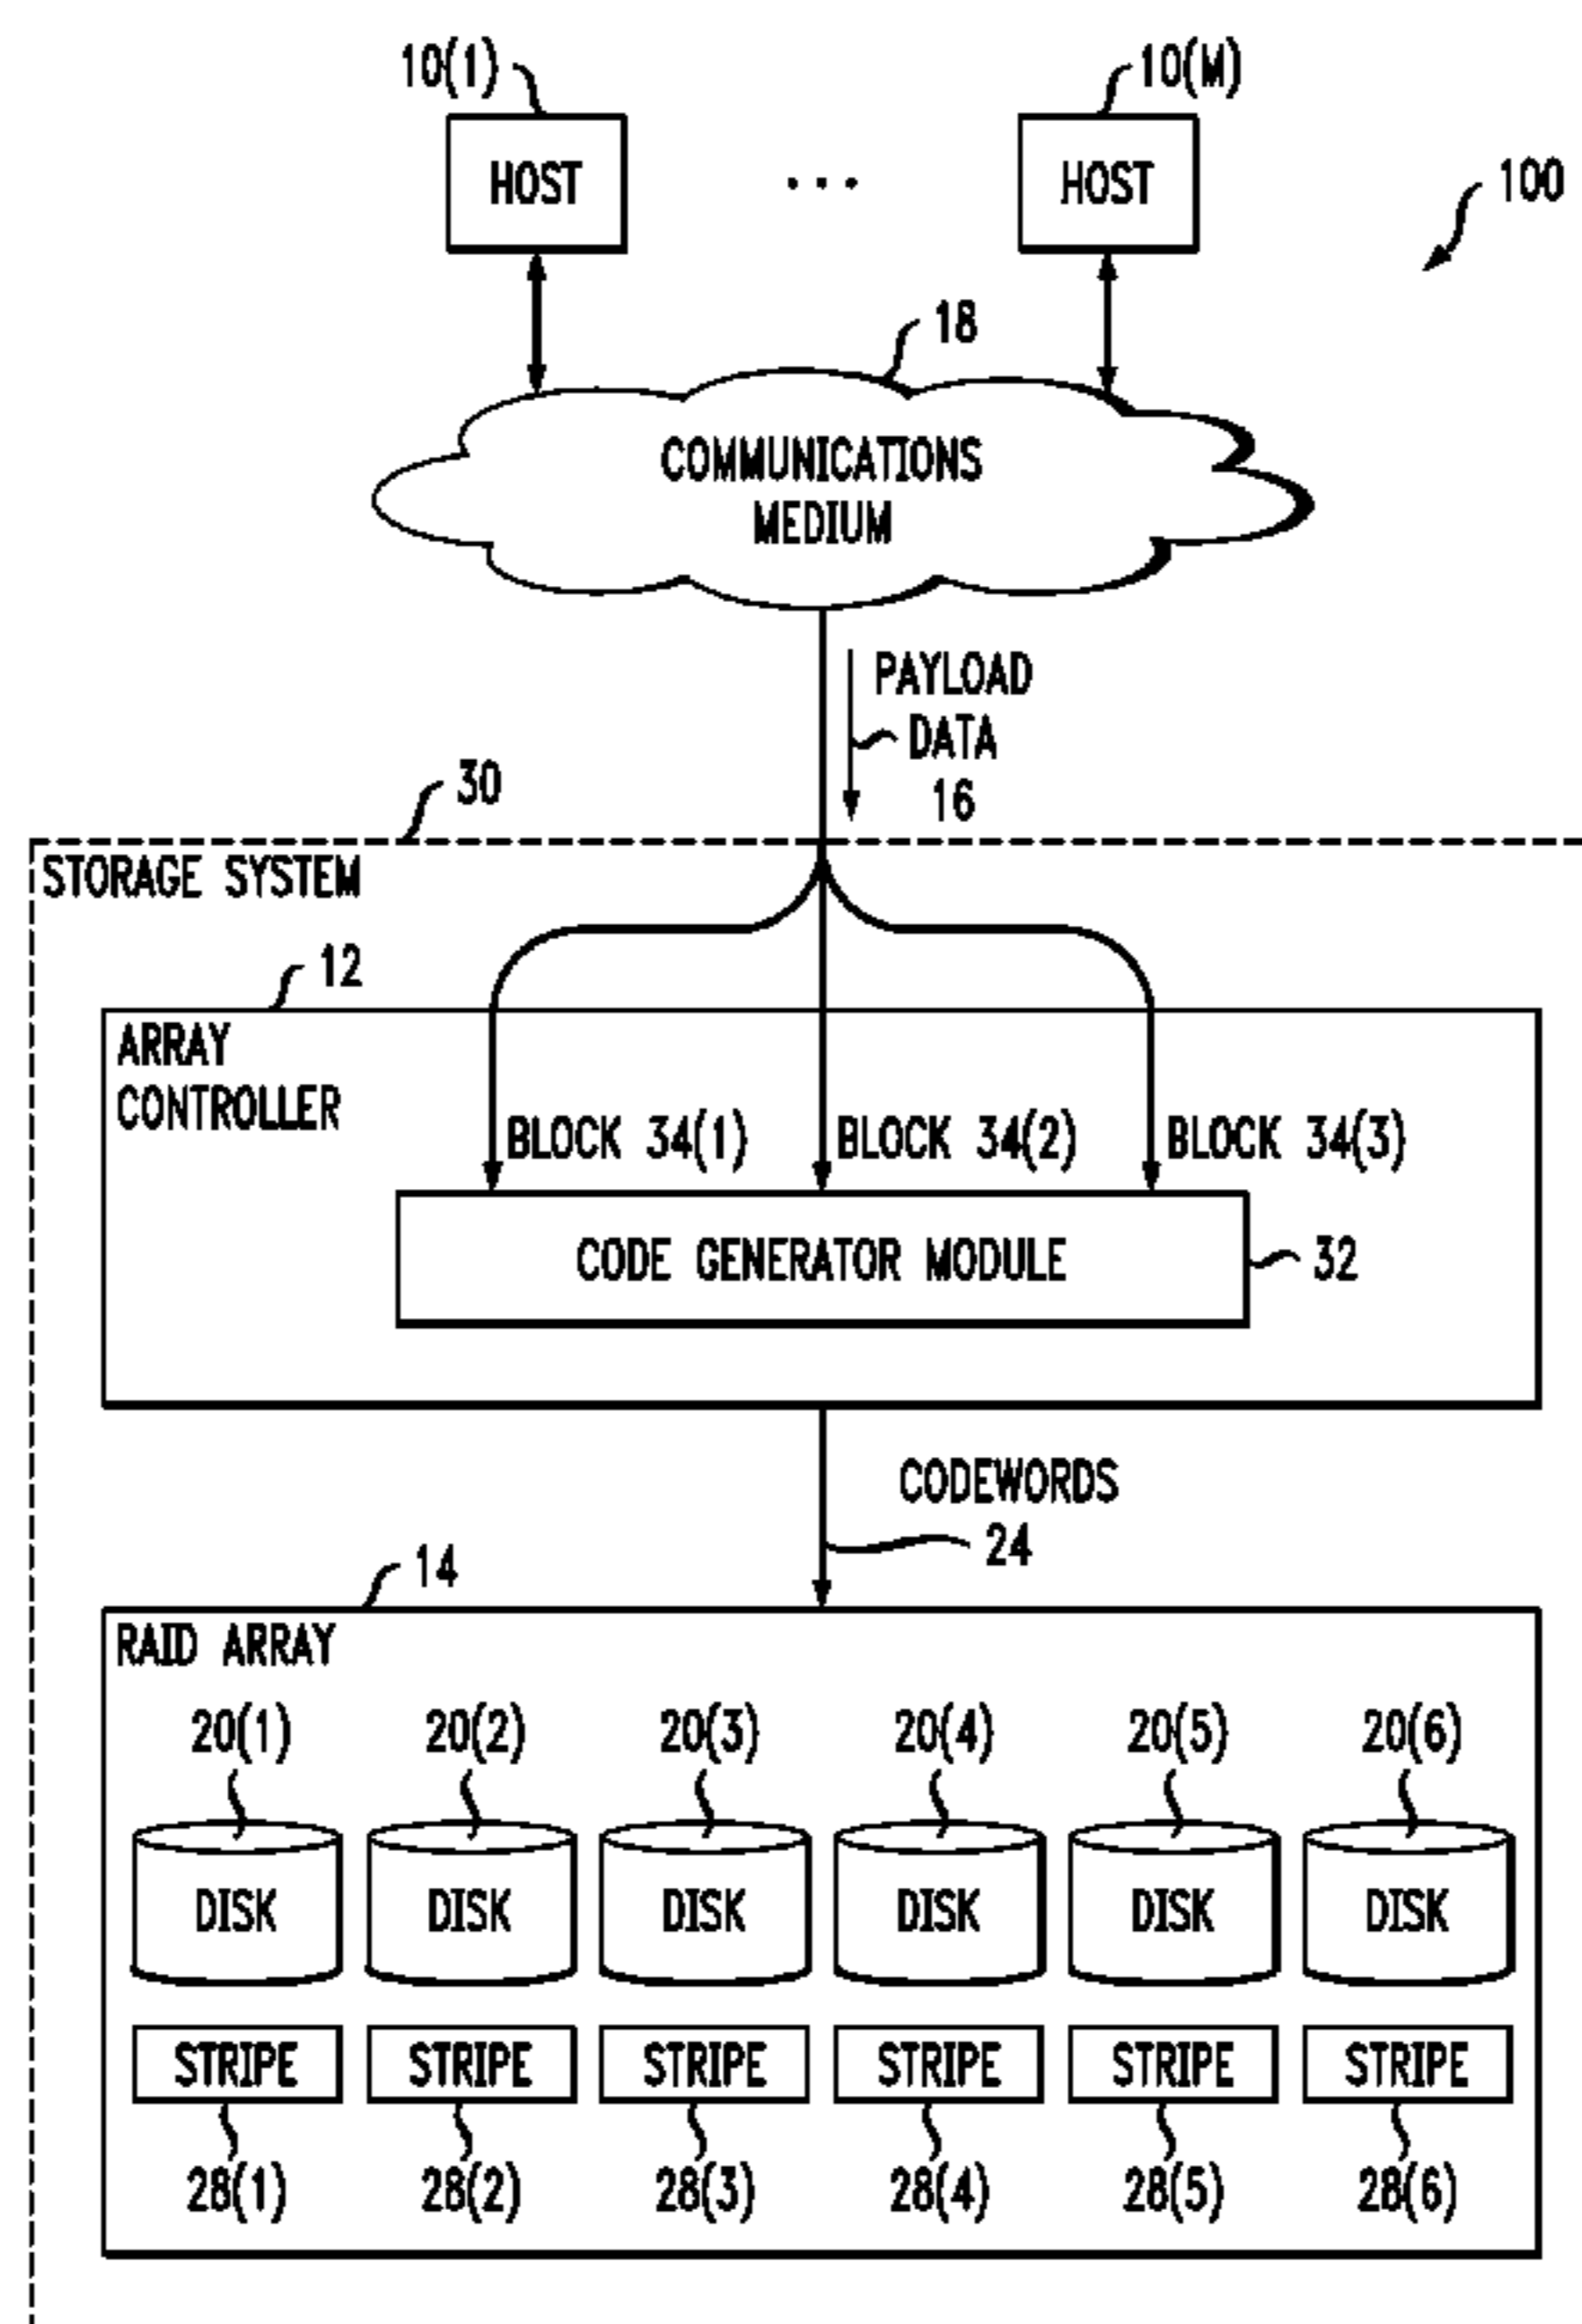 10(1)
10(M)
HOST
...
HOST
100
18
COMMUNICATIONS
MEDIUM
PAYLOAD
DATA
16
30
STORAGE SYSTEM
12
ARRAY
CONTROLLER
BLOCK 34(1)
BLOCK 34(2)
BLOCK 34(3)
CODE GENERATOR MODULE
32
CODEWORDS
24
14
RAID ARRAY
20(1)
20(2)
20(3)
20(4)
20(5)
20(6)
DISK
DISK
DISK
DISK
DISK
DISK
STRIPE
STRIPE
STRIPE
STRIPE
STRIPE
STRIPE
28(1)
28(2)
28(3)
28(4)
28(5)
28(6)